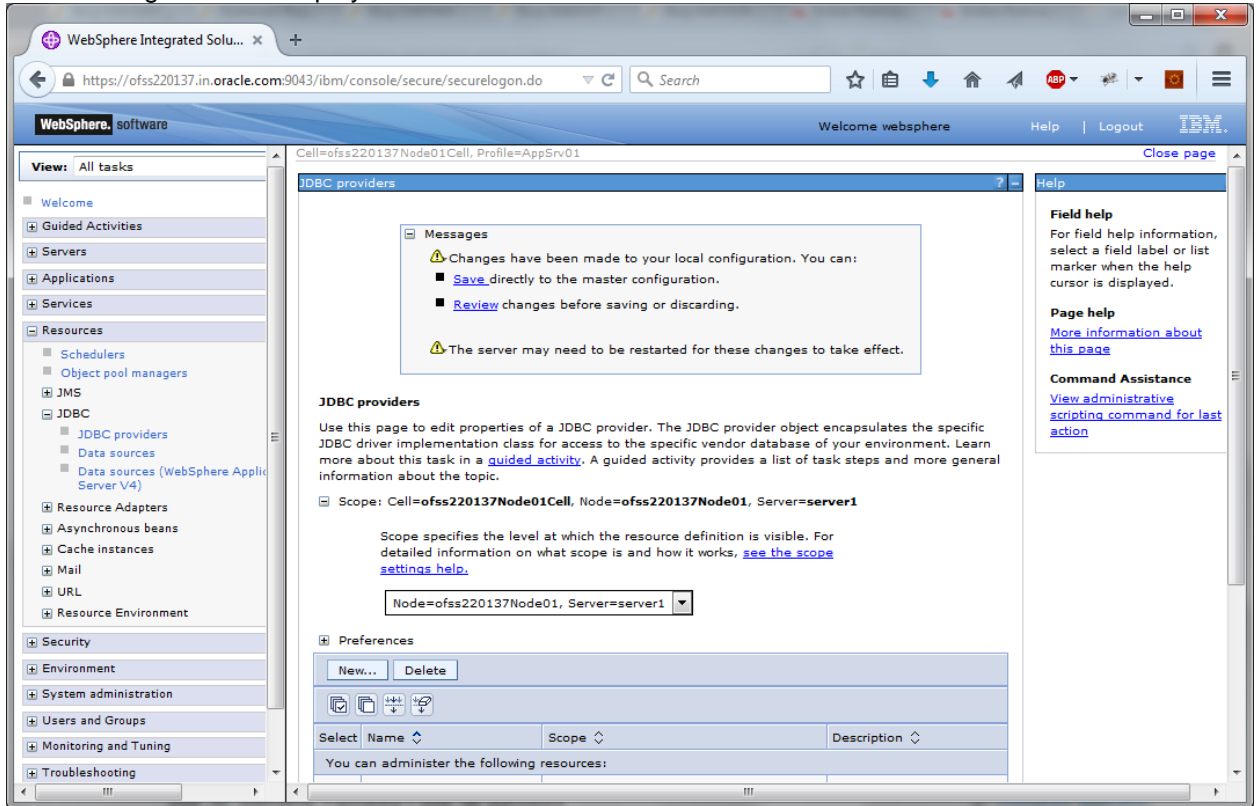 WebSphere Integrated Solu...
https://ofss220137.in.oracle.com:9043/ibm/console/secure/securelogon.do
Search
ABP
WebSphere. software
Welcome websphere
Help | Logout
IBM.
View: All tasks
Welcome
Guided Activities
Servers
Applications
Services
Resources
Schedulers
Object pool managers
JMS
JDBC
JDBC providers
Data sources
Data sources (WebSphere Applic
Server V4)
Resource Adapters
Asynchronous beans
Cache instances
Mail
URL
Resource Environment
Security
Environment
System administration
Users and Groups
Monitoring and Tuning
Troubleshooting
Cell=ofss220137Node01Cell, Profile=AppSrv01
Close page
JDBC providers
? –
Messages
Changes have been made to your local configuration. You can:
Save directly to the master configuration.
Review changes before saving or discarding.
The server may need to be restarted for these changes to take effect.
JDBC providers
Use this page to edit properties of a JDBC provider. The JDBC provider object encapsulates the specific
JDBC driver implementation class for access to the specific vendor database of your environment. Learn
more about this task in a guided activity. A guided activity provides a list of task steps and more general
information about the topic.
Scope: Cell=ofss220137Node01Cell, Node=ofss220137Node01, Server=server1
Scope specifies the level at which the resource definition is visible. For
detailed information on what scope is and how it works, see the scope
settings help.
Node=ofss220137Node01, Server=server1
Preferences
New... Delete
Select Name Scope Description
You can administer the following resources:
Help
Field help
For field help information,
select a field label or list
marker when the help
cursor is displayed.
Page help
More information about
this page
Command Assistance
View administrative
scripting command for last
action